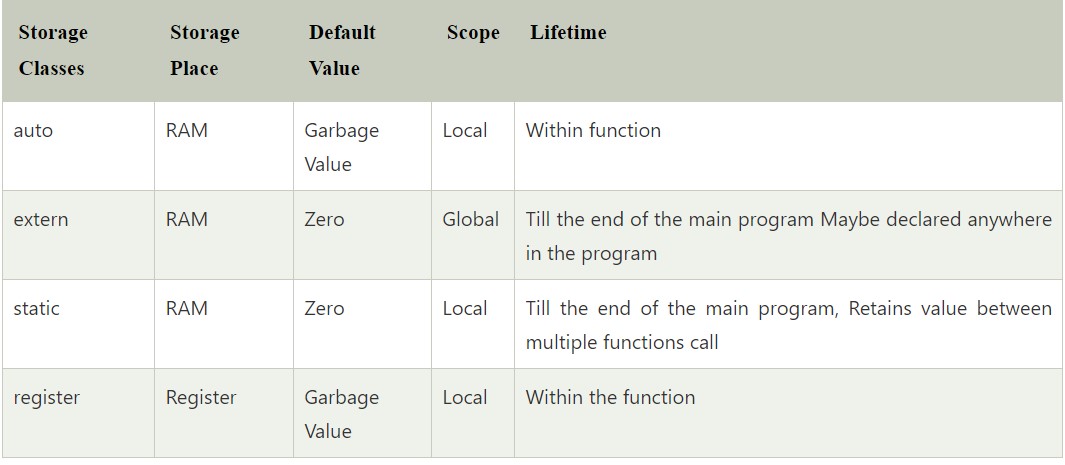 Storage Classes Storage Place Default Value Scope Lifetime
auto RAM Garbage Value Local Within function
extern RAM Zero Global Till the end of the main program Maybe declared anywhere in the program
static RAM Zero Local Till the end of the main program, Retains value between multiple functions call
register Register Garbage Value Local Within the function